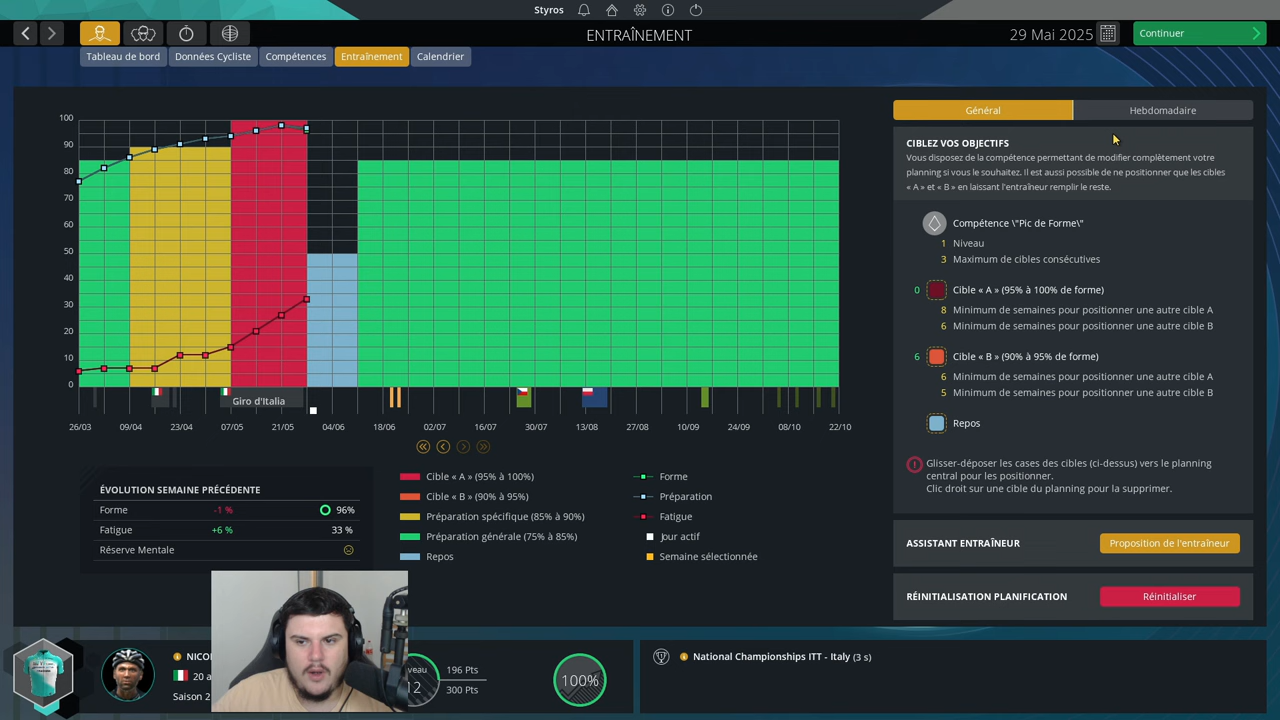 Styros
ENTRAÎNEMENT
29 Mai 2025
Continuer
Tableau de bord
Données Cycliste
Compétences
Entraînement
Calendrier
100
90
80
70
60
50
40
30
20
10
0
Giro d'Italia
26/03
09/04
23/04
07/05
21/05
04/06
18/06
02/07
16/07
30/07
13/08
27/08
10/09
24/09
08/10
22/10
Général
Hebdomadaire
CIBLEZ VOS OBJECTIFS
Vous disposez de la compétence permettant de modifier complètement votre
planning si vous le souhaitez. Il est aussi possible de ne positionner que les cibles
« A » et « B » en laissant l'entraîneur remplir le reste.
Compétence \"Pic de Forme\"
1 Niveau
3 Maximum de cibles consécutives
0 Cible « A » (95% à 100% de forme)
8 Minimum de semaines pour positionner une autre cible A
6 Minimum de semaines pour positionner une autre cible B
6 Cible « B » (90% à 95% de forme)
6 Minimum de semaines pour positionner une autre cible A
5 Minimum de semaines pour positionner une autre cible B
Repos
Glisser-déposer les cases des cibles (ci-dessus) vers le planning
central pour les positionner.
Clic droit sur une cible du planning pour la supprimer.
ASSISTANT ENTRAÎNEUR
Proposition de l'entraîneur
RÉINITIALISATION PLANIFICATION
Réinitialiser
ÉVOLUTION SEMAINE PRÉCÉDENTE
Forme -1 % 96%
Fatigue +6 % 33 %
Réserve Mentale
Cible « A » (95% à 100%)
Cible « B » (90% à 95%)
Préparation spécifique (85% à 90%)
Préparation générale (75% à 85%)
Repos
Forme
Préparation
Fatigue
Jour actif
Semaine sélectionnée
NICO
20 a
Saison 2
veau
12
196 Pts
300 Pts
100%
National Championships ITT - Italy (3 s)